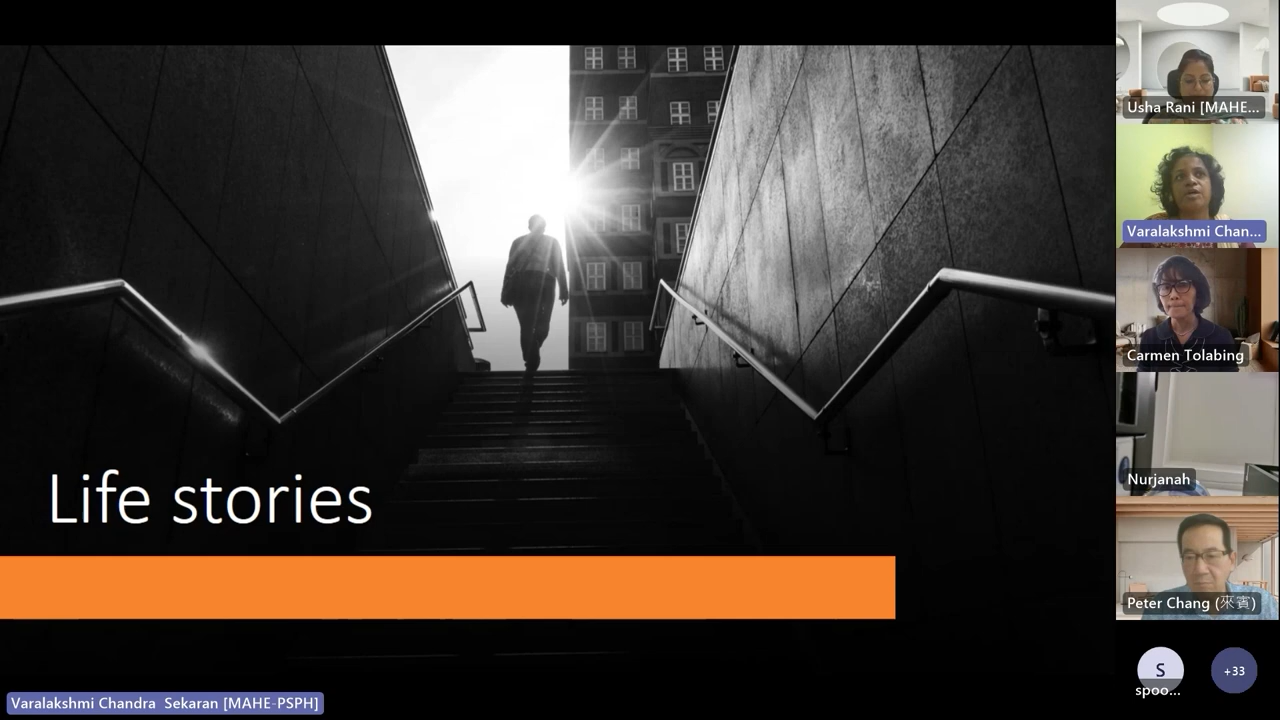 Life stories
Varalakshmi Chandra Sekaran [MAHE-PSPH]
Usha Rani [MAHE...
Varalakshmi Chan...
Carmen Tolabing
Nurjanah
Peter Chang (來賓)
S
spoo...
+33